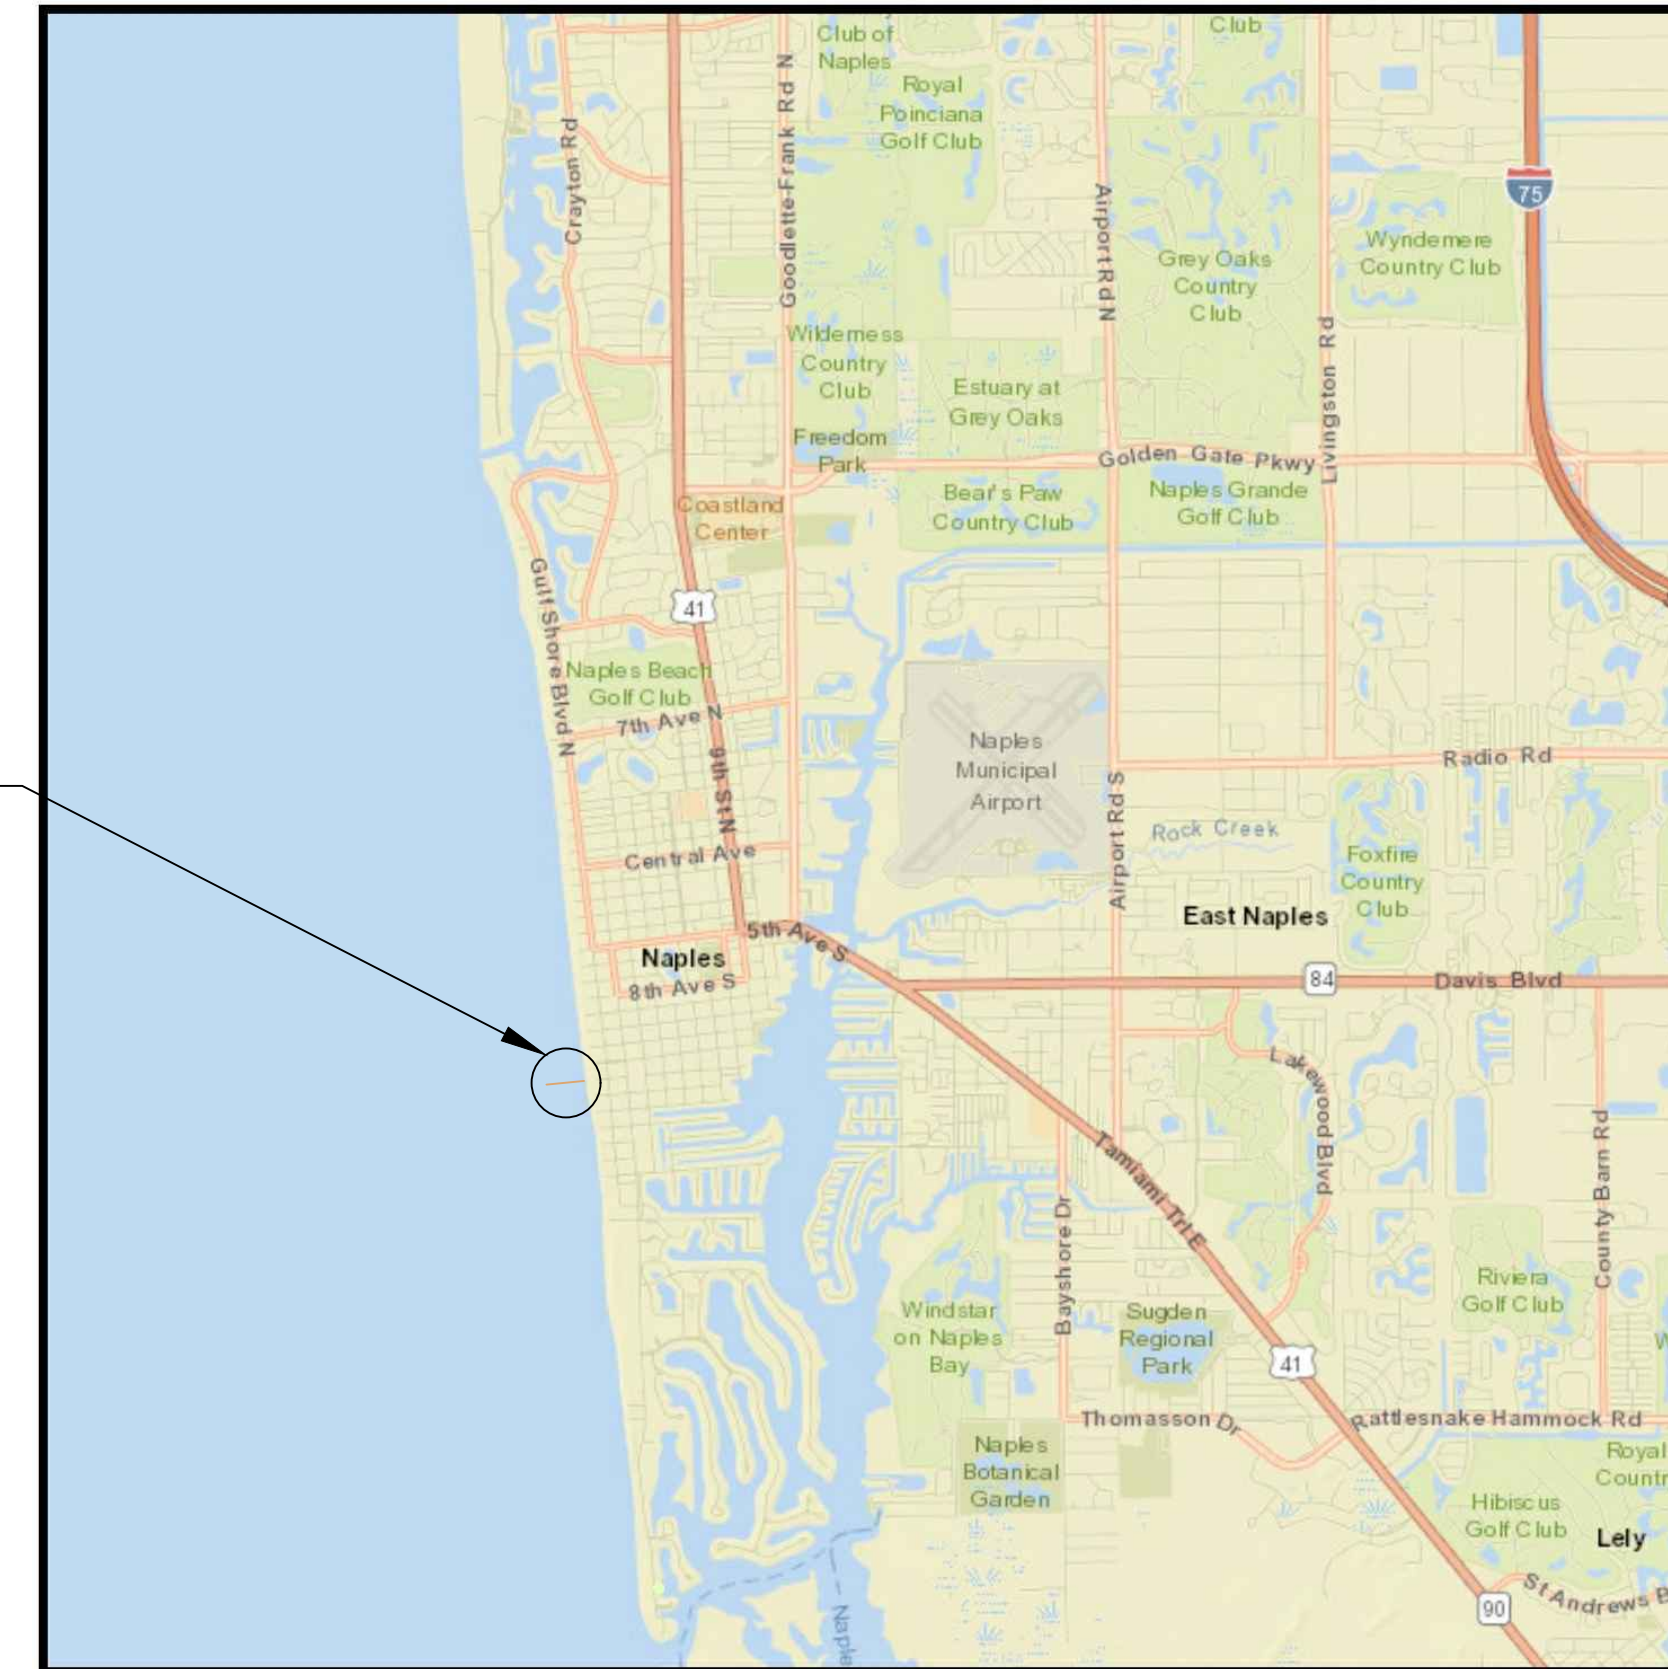 Club of
Naples
Club
Royal
Poinciana
Golf Club
Goodlette-Frank Rd N
Crayton Rd
75
Airport Rd N
Wyndemere
Country Club
Grey Oaks
Country
Club
Livingston Rd
Wilderness
Country
Club
Estuary at
Grey Oaks
Freedom
Park
Golden Gate Pkwy
Coastland
Center
Bear's Paw
Country Club
Naples Grande
Golf Club
Gulf Shore Blvd N
41
Naples Beach
Golf Club
7th Ave N
9th St N
Naples
Municipal
Airport
Radio Rd
Airport Rd S
Rock Creek
Central Ave
Foxfire
Country
Club
East Naples
5th Ave S
Naples
8th Ave S
84
Davis Blvd
Lakewood Blvd
Tamiami Trl E
County Barn Rd
Bayshore Dr
Windstar
on Naples
Bay
Sugden
Regional
Park
Riviera
Golf Club
41
Thomasson Dr
Rattlesnake Hammock Rd
Naples
Botanical
Garden
Royal
Countr
Hibiscus
Golf Club
Lely
St Andrews B
90
Naple